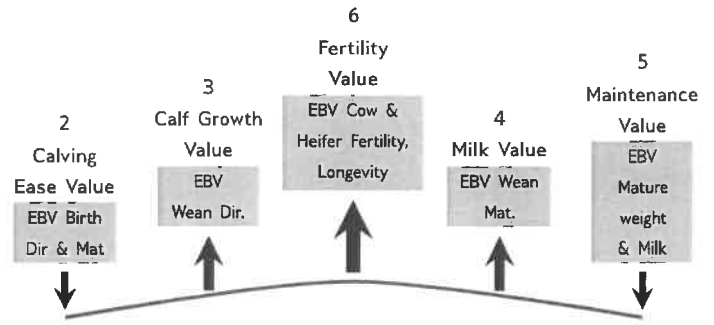 2
Calving
Ease Value
EBV Birth
Dir & Mat
3
Calf Growth
Value
EBV
Wean Dir.
6
Fertility
Value
EBV Cow &
Heifer Fertility,
Longevity
4
Milk Value
EBV Wean
Mat.
5
Maintenance
Value
EBV
Mature
weight
& Milk